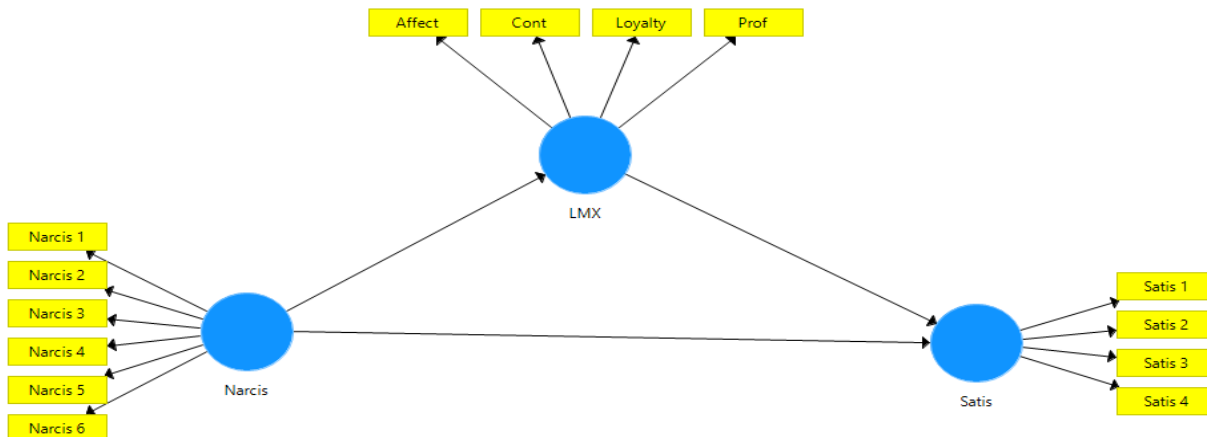 Affect
Cont
Loyalty
Prof
LMX
Narcis 1
Narcis 2
Narcis 3
Narcis 4
Narcis 5
Narcis 6
Narcis
Satis 1
Satis 2
Satis 3
Satis 4
Satis